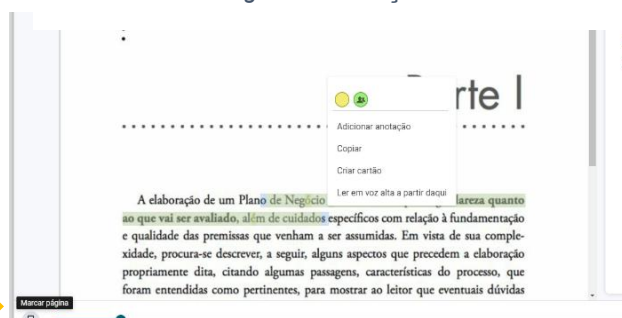 rte I
Adicionar anotação
Copiar
Criar cartão
Ler em voz alta a partir daqui
A elaboração de um Plano de Negócio lareza quanto
ao que vai ser avaliado, além de cuidados específicos com relação à fundamentação
e qualidade das premissas que venham a ser assumidas. Em vista de sua comple-
xidade, procura-se descrever, a seguir, alguns aspectos que precedem a elaboração
propriamente dita, citando algumas passagens, características do processo, que
foram entendidas como pertinentes, para mostrar ao leitor que eventuais dúvidas
Marcar página